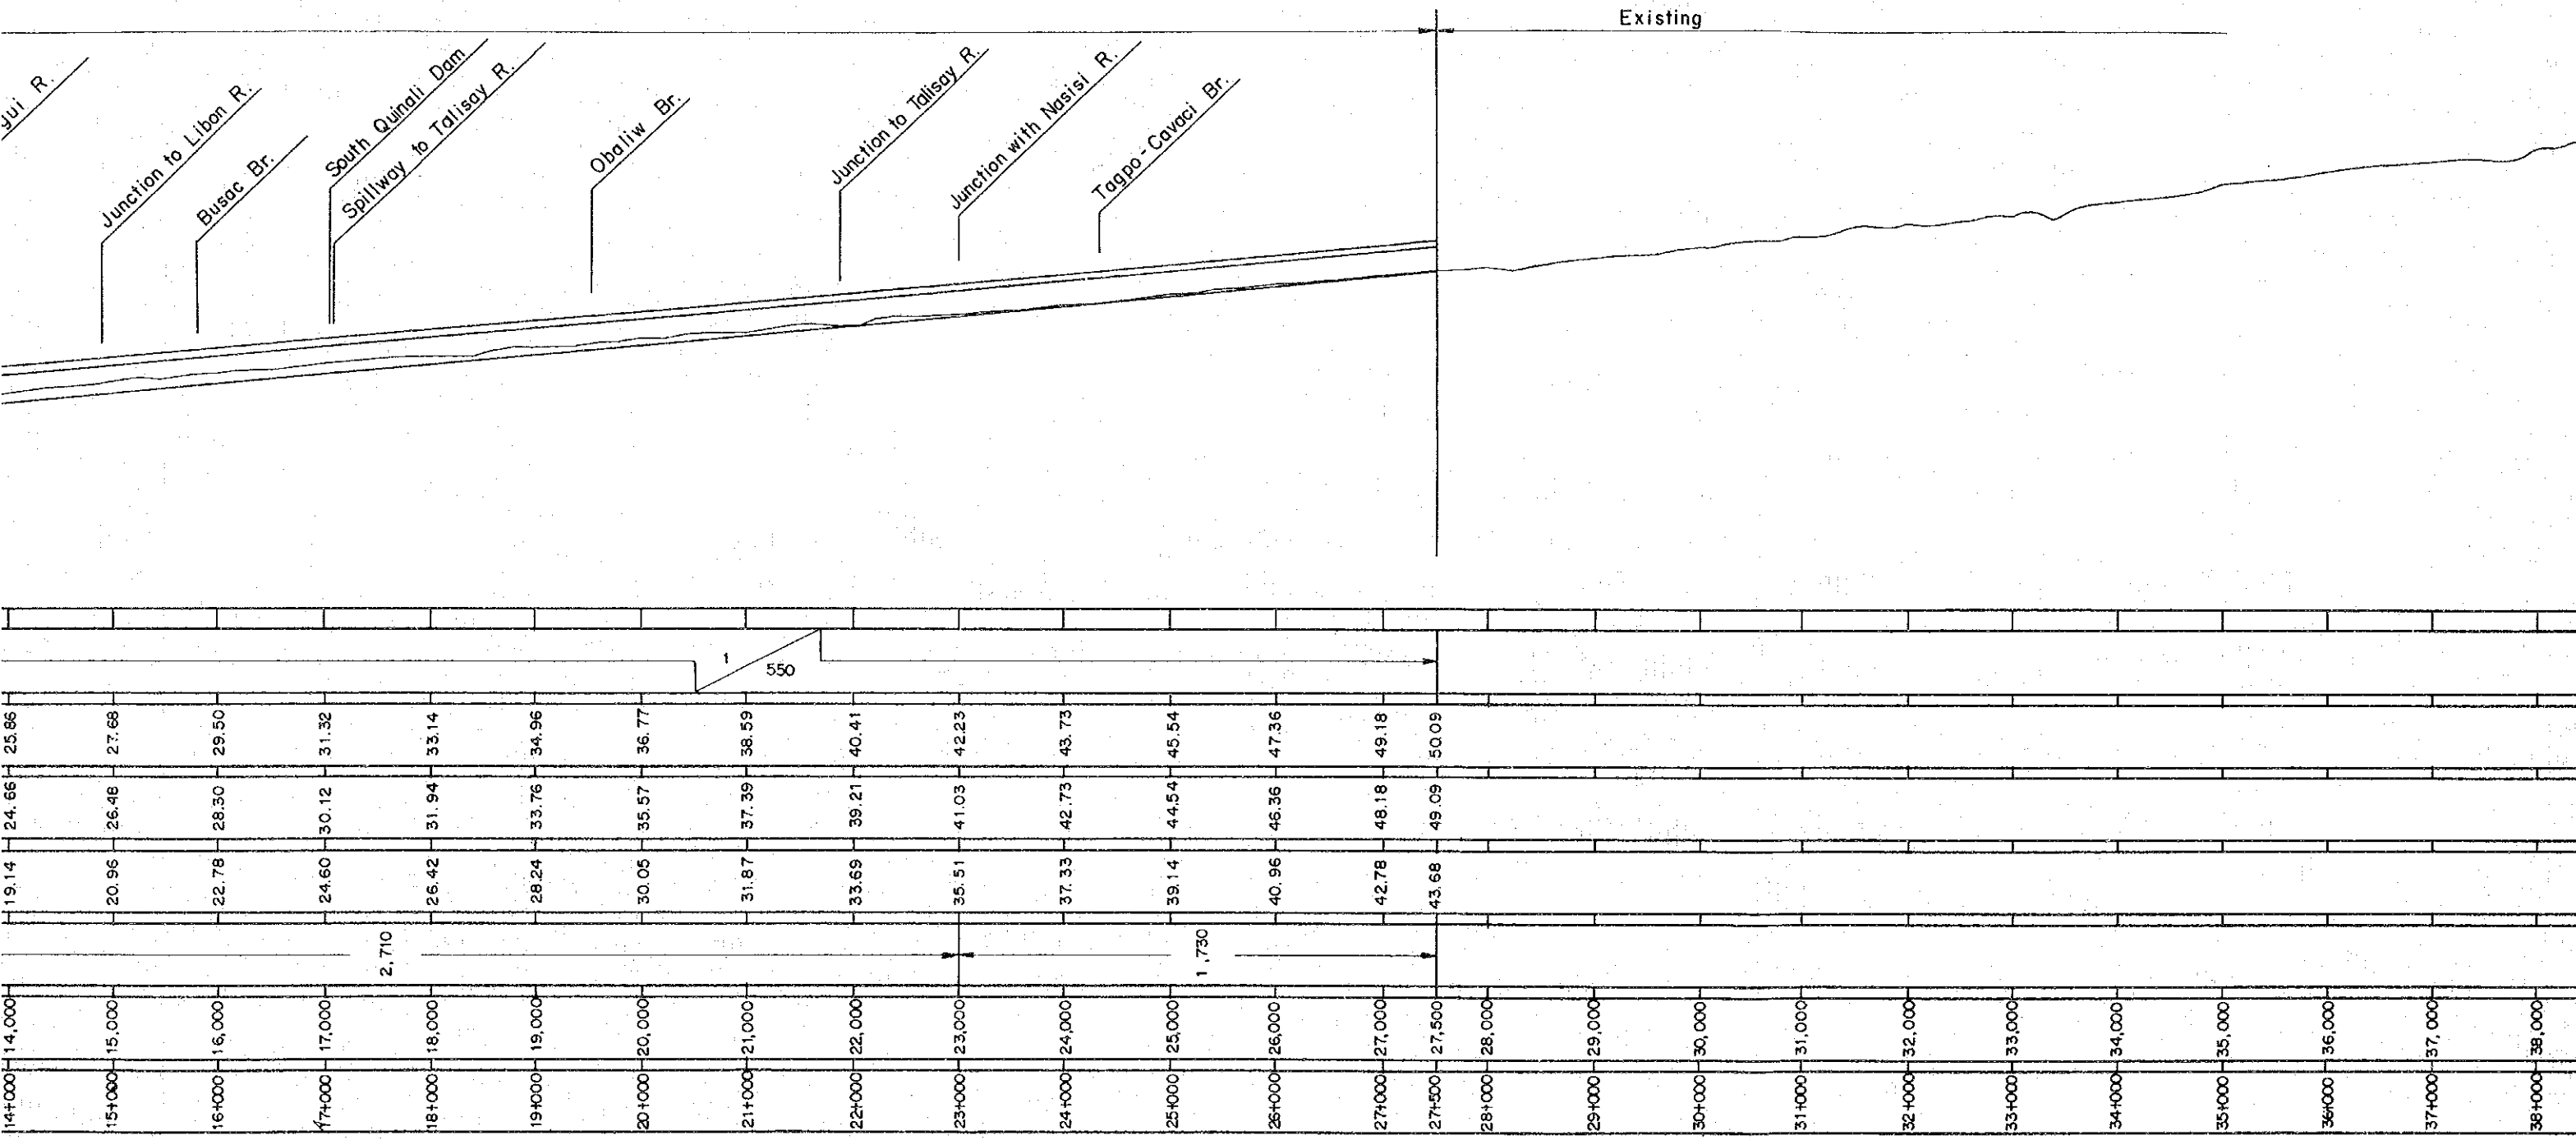 Existing
gui R.
Junction to Libon R.
Busac Br.
South Quinali Dam
Spillway to Talisay R.
Obaliw Br.
Junction to Talisay R.
Junction with Nasisi R.
Tagpo-Cavaci Br.
1
550
25.86 27.68 29.50 31.32 33.14 34.96 36.77 38.59 40.41 42.23 43.73 45.54 47.36 49.18 50.09
24.66 26.48 28.30 30.12 31.94 33.76 35.57 37.39 39.21 41.03 42.73 44.54 46.36 48.18 49.09
19.14 20.96 22.78 24.60 26.42 28.24 30.05 31.87 33.69 35.51 37.33 39.14 40.96 42.78 43.68
2,710 1,730
14,000 15,000 16,000 17,000 18,000 19,000 20,000 21,000 22,000 23,000 24,000 25,000 26,000 27,000 27,500 28,000 29,000 30,000 31,000 32,000 33,000 34,000 35,000 36,000 37,000 38,000
14+000 15+000 16+000 17+000 18+000 19+000 20+000 21+000 22+000 23+000 24+000 25+000 26+000 27+000 27+500 28+000 29+000 30+000 31+000 32+000 33+000 34+000 35+000 36+000 37+000 38+000